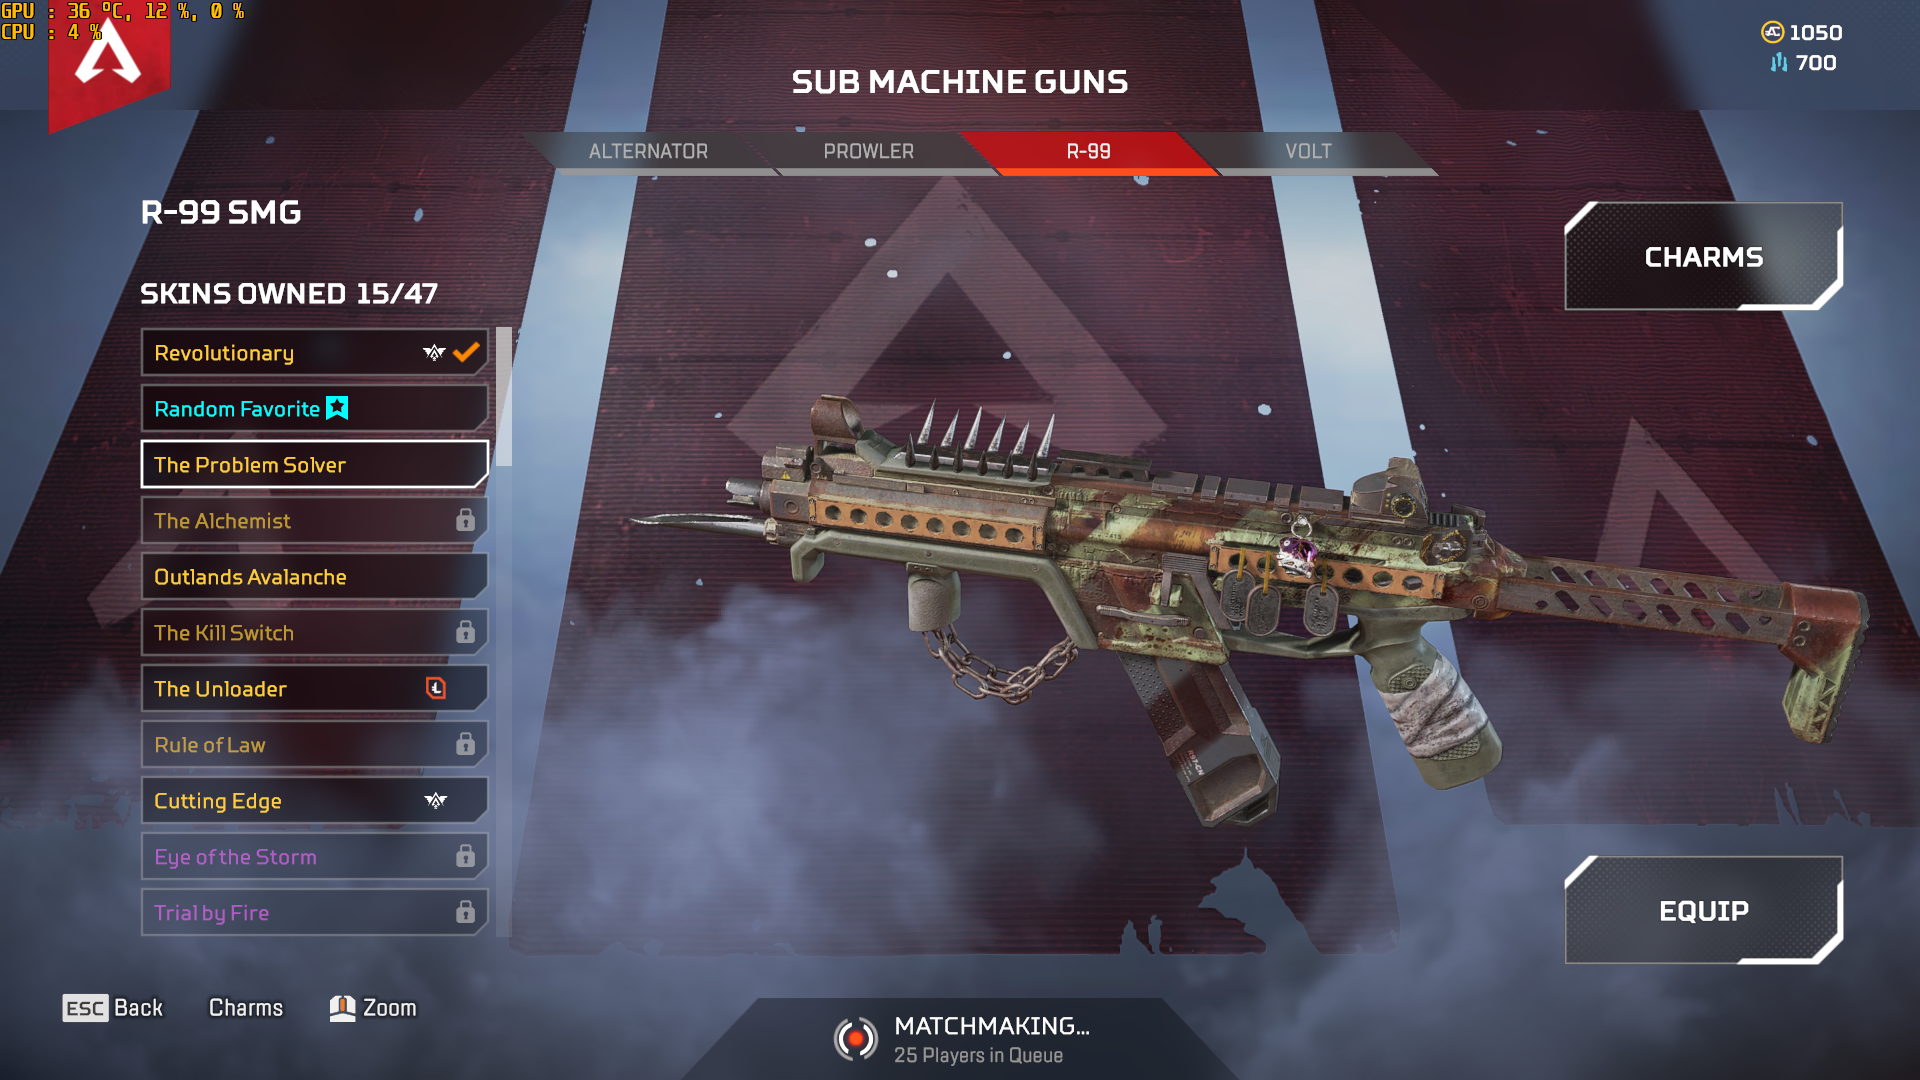 GPU : 36 ºC, 12 %, 0 %
CPU : 4 %
1050
700
SUB MACHINE GUNS
ALTERNATOR
PROWLER
R-99
VOLT
R-99 SMG
SKINS OWNED 15/47
Revolutionary
Random Favorite
The Problem Solver
The Alchemist
Outlands Avalanche
The Kill Switch
The Unloader
Rule of Law
Cutting Edge
Eye of the Storm
Trial by Fire
CHARMS
EQUIP
ESC Back
Charms
Zoom
MATCHMAKING...
25 Players in Queue